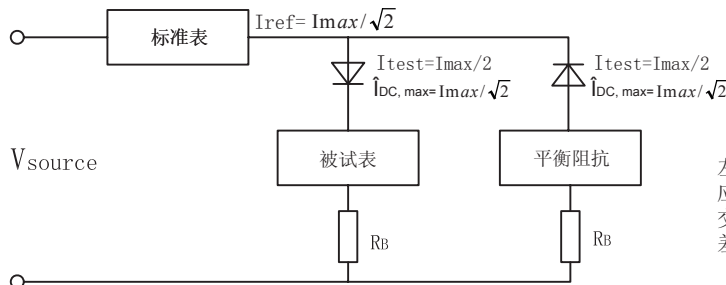 标准表
Iref= Imax/√2
Itest=Imax/2
ÎDC, max=Imax/√2
Itest=Imax/2
ÎDC, max=Imax/√2
被试表
平衡阻抗
Vsource
RB
RB